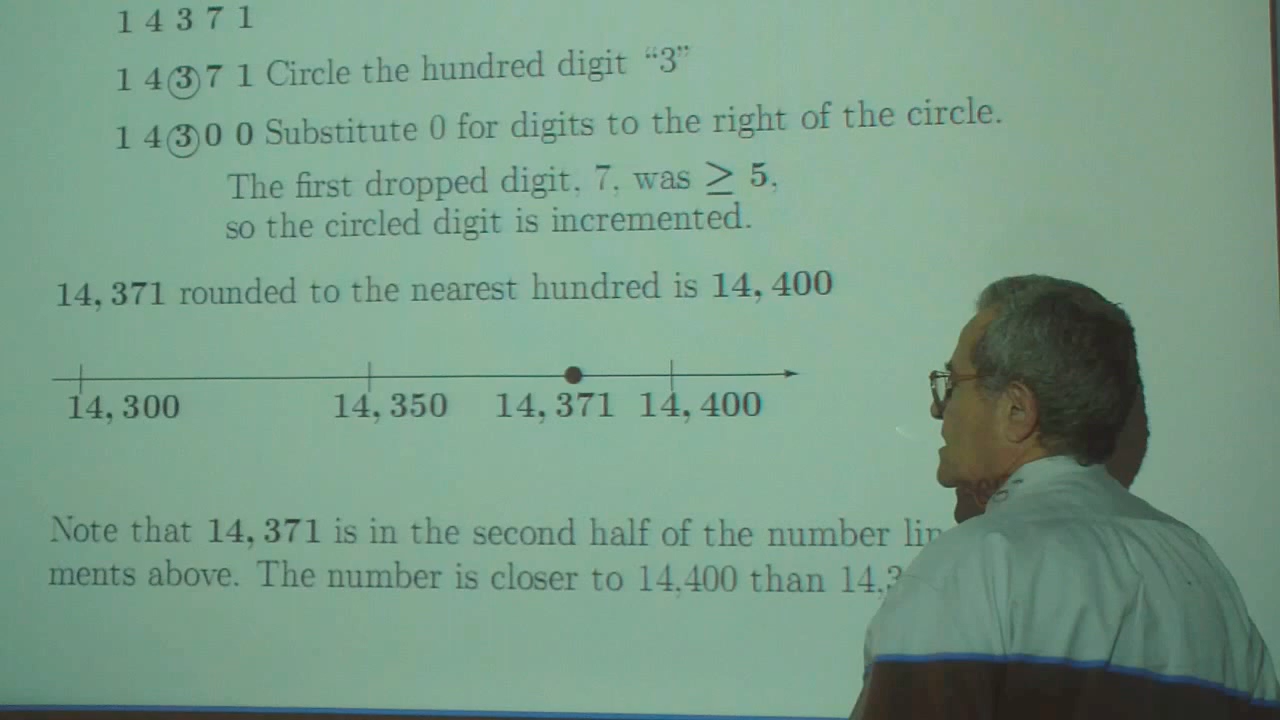 1 4 3 7 1
1 4 3 7 1 Circle the hundred digit “3”
1 4 3 0 0 Substitute 0 for digits to the right of the circle.
The first dropped digit, 7, was ≥ 5,
so the circled digit is incremented.
14, 371 rounded to the nearest hundred is 14, 400
14, 300 14, 350 14, 371 14, 400
Note that 14, 371 is in the second half of the number
ments above. The number is closer to 14,400 than